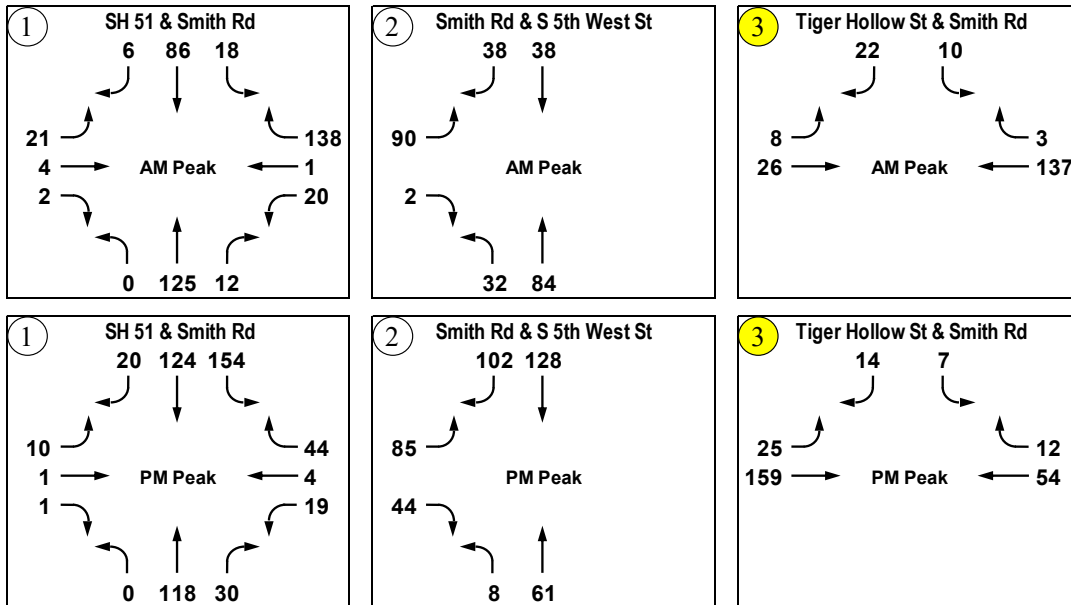 1
SH 51 & Smith Rd
6 86 18
21 138
4 AM Peak 1
2 20
0 125 12
2
Smith Rd & S 5th West St
38 38
90
AM Peak
2
32 84
3
Tiger Hollow St & Smith Rd
22 10
8 3
26 AM Peak 137
1
SH 51 & Smith Rd
20 124 154
10 44
1 PM Peak 4
1 19
0 118 30
2
Smith Rd & S 5th West St
102 128
85
PM Peak
44
8 61
3
Tiger Hollow St & Smith Rd
14 7
25 12
159 PM Peak 54